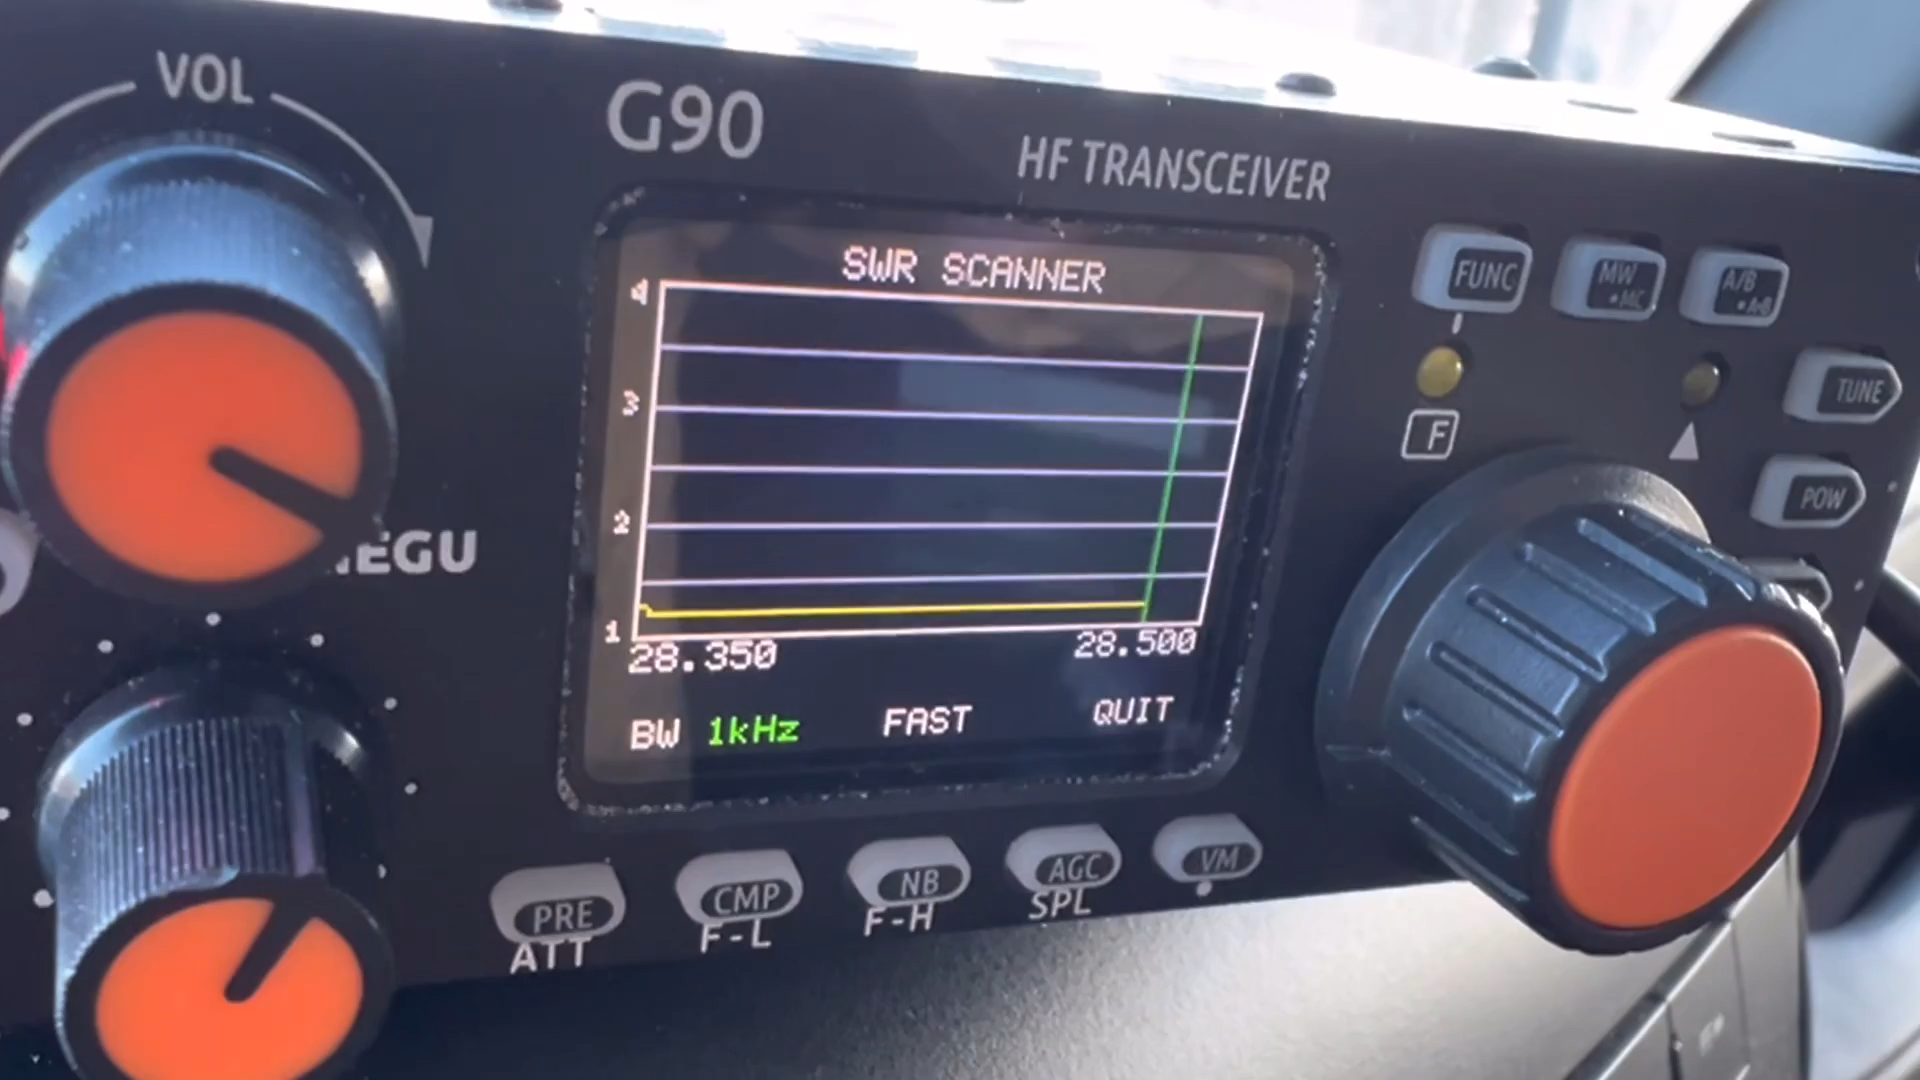 VOL
G90
HF TRANSCEIVER
SWR SCANNER
4
3
2
1
28.350
28.500
BW 1kHz
FAST
QUIT
FUNC
MW
A/B
TUNE
F
POW
PRE
CMP
NB
AGC
VM
ATT
F-L
F-H
SPL